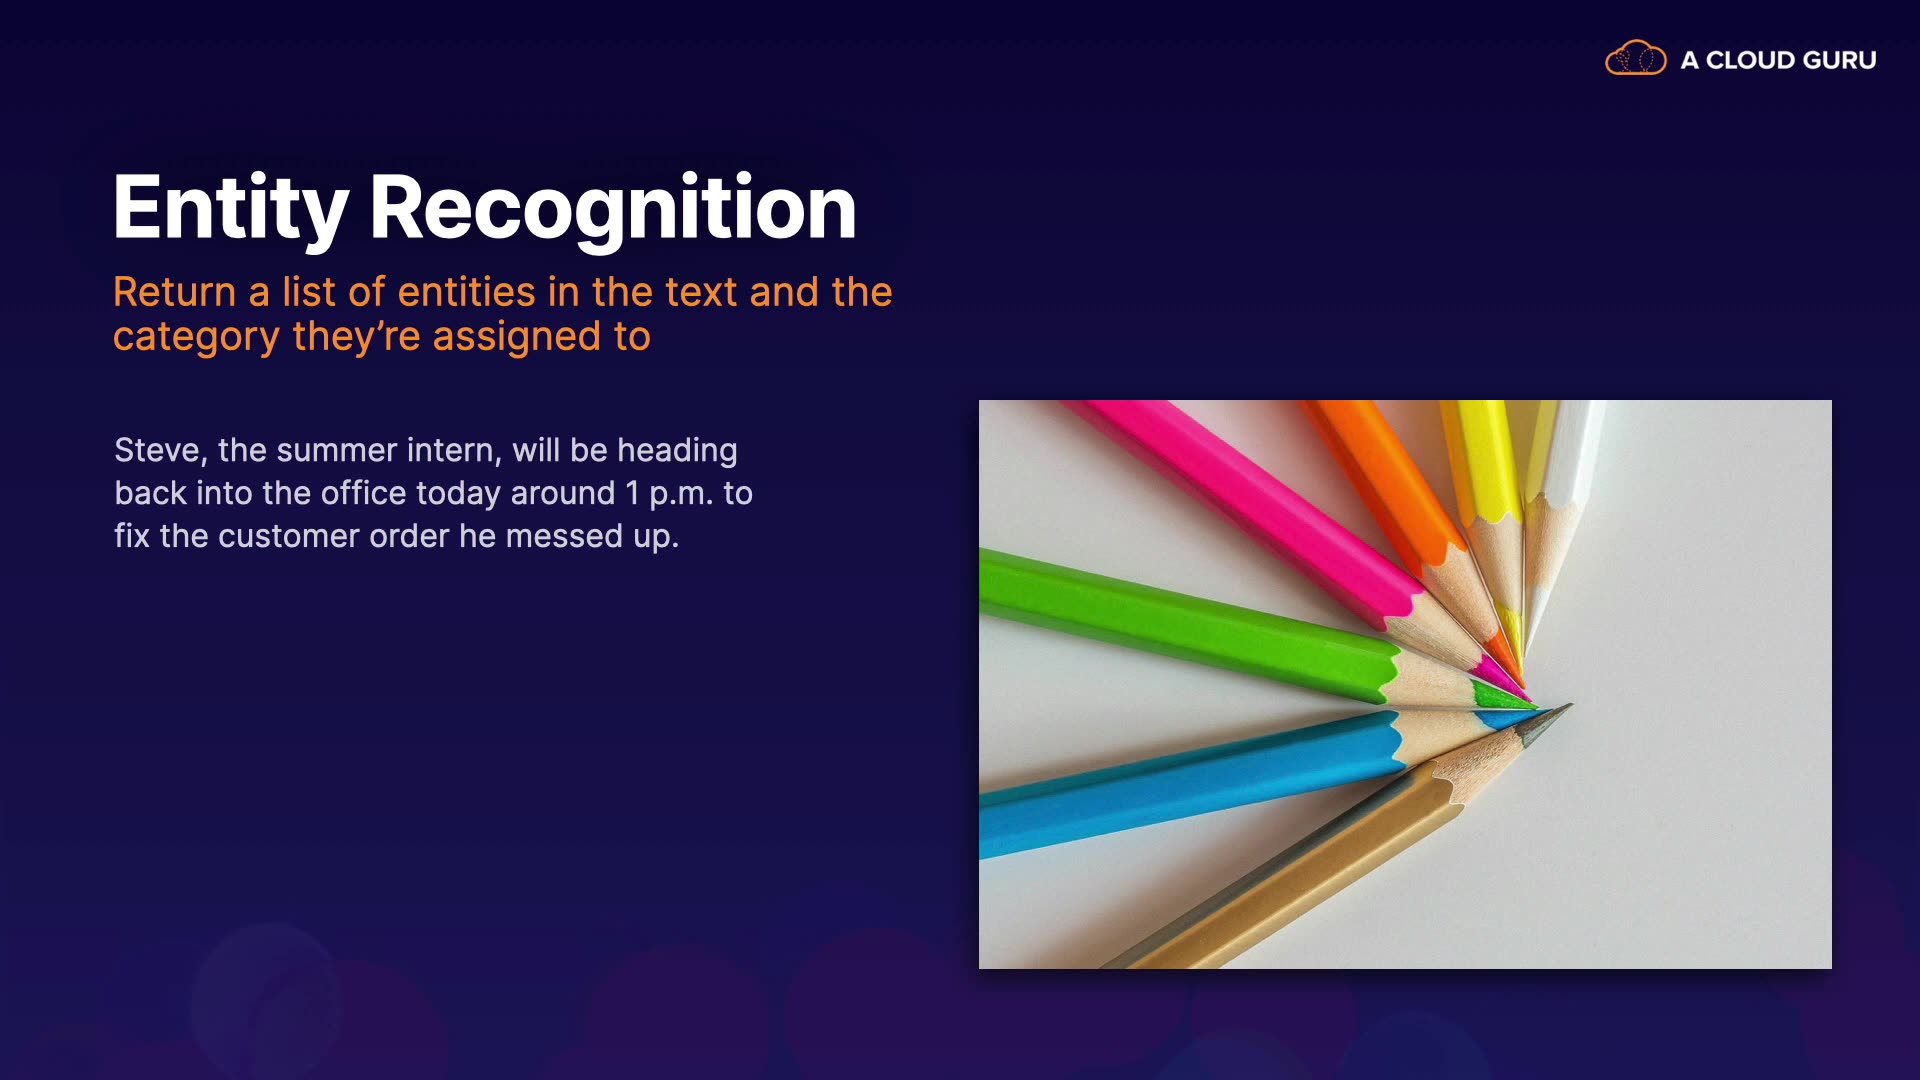 A CLOUD GURU
Entity Recognition
Return a list of entities in the text and the
category they’re assigned to
Steve, the summer intern, will be heading
back into the office today around 1 p.m. to
fix the customer order he messed up.